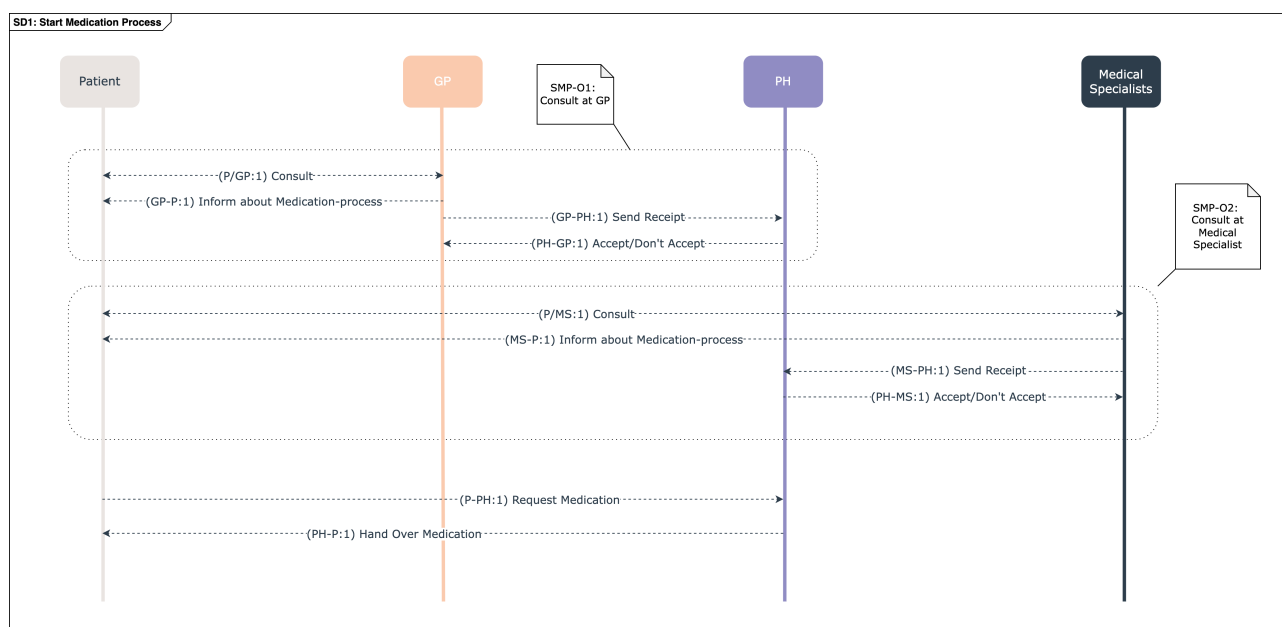 SD1: Start Medication Process
Patient
GP
PH
Medical
Specialists
SMP-O1:
Consult at GP
(P/GP:1) Consult
(GP-P:1) Inform about Medication-process
(GP-PH:1) Send Receipt
(PH-GP:1) Accept/Don't Accept
SMP-O2:
Consult at
Medical
Specialist
(P/MS:1) Consult
(MS-P:1) Inform about Medication-process
(MS-PH:1) Send Receipt
(PH-MS:1) Accept/Don't Accept
(P-PH:1) Request Medication
(PH-P:1) Hand Over Medication